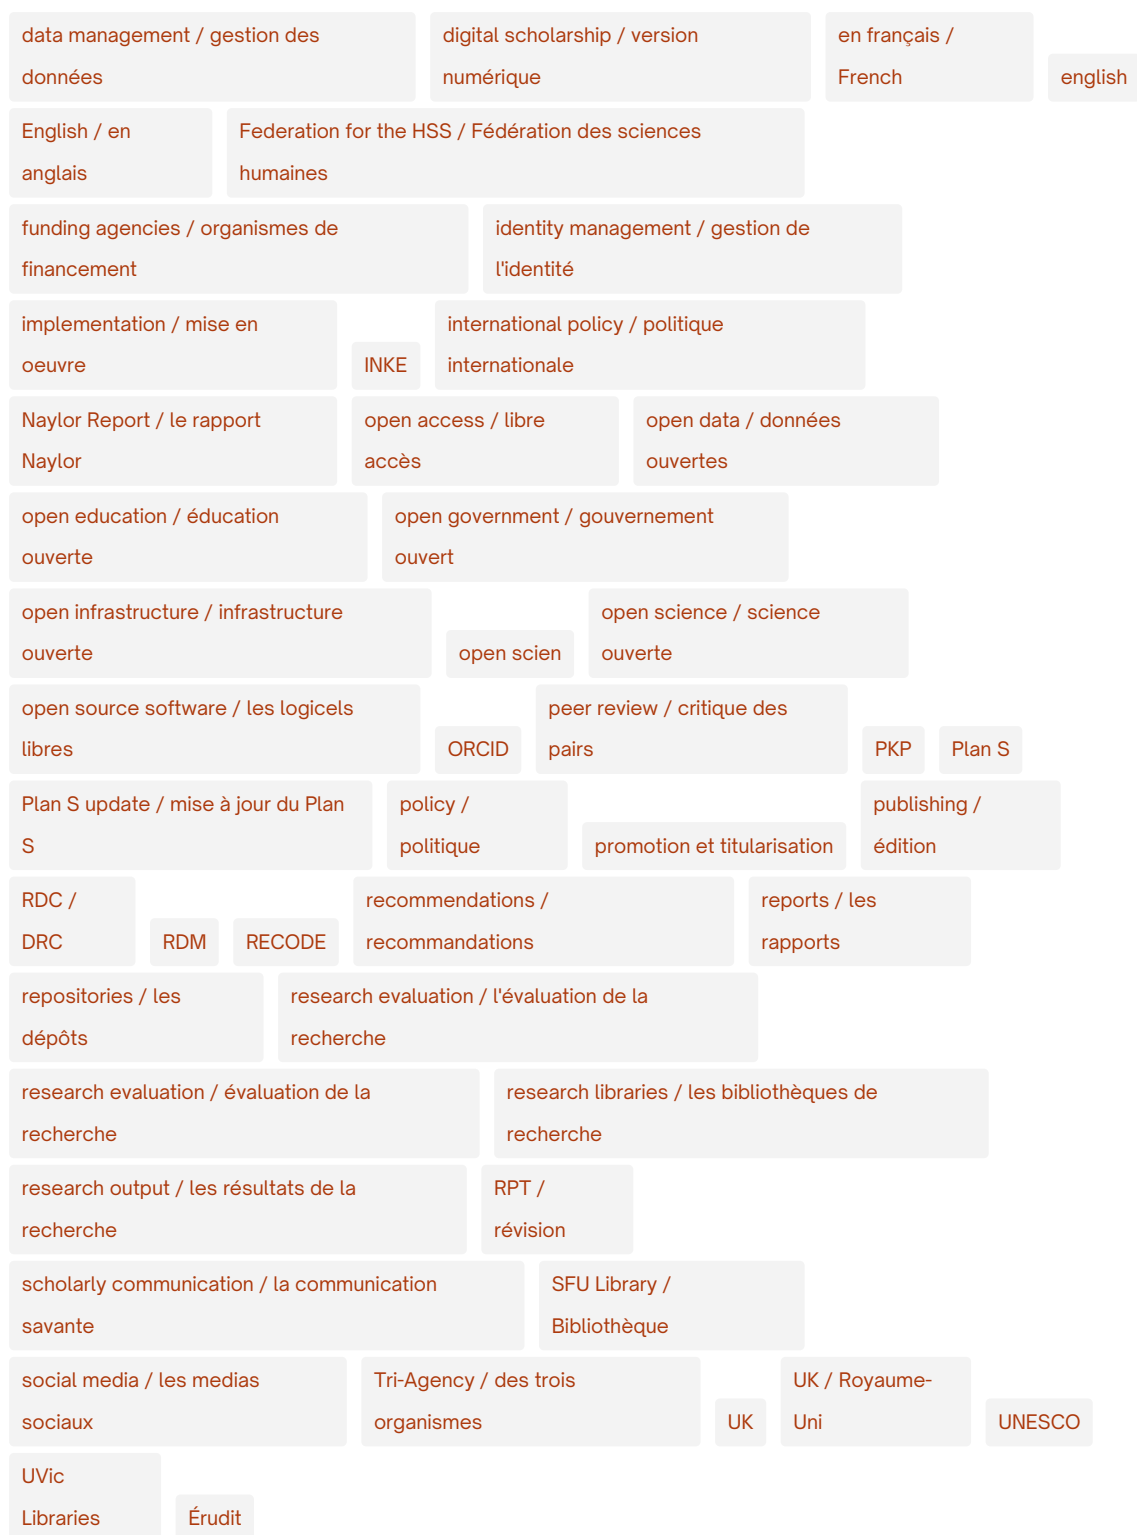 data management / gestion des
données
digital scholarship / version
numérique
en français /
French
english
English / en
anglais
Federation for the HSS / Fédération des sciences
humaines
funding agencies / organismes de
financement
identity management / gestion de
l'identité
implementation / mise en
oeuvre
INKE
international policy / politique
internationale
Naylor Report / le rapport
Naylor
open access / libre
accès
open data / données
ouvertes
open education / éducation
ouverte
open government / gouvernement
ouvert
open infrastructure / infrastructure
ouverte
open scien
open science / science
ouverte
open source software / les logicels
libres
ORCID
peer review / critique des
pairs
PKP
Plan S
Plan S update / mise à jour du Plan
S
policy /
politique
promotion et titularisation
publishing /
édition
RDC /
DRC
RDM
RECODE
recommendations /
recommandations
reports / les
rapports
repositories / les
dépôts
research evaluation / l'évaluation de la
recherche
research evaluation / évaluation de la
recherche
research libraries / les bibliothèques de
recherche
research output / les résultats de la
recherche
RPT /
révision
scholarly communication / la communication
savante
SFU Library /
Bibliothèque
social media / les medias
sociaux
Tri-Agency / des trois
organismes
UK
UK / Royaume-
Uni
UNESCO
UVic
Libraries
Érudit